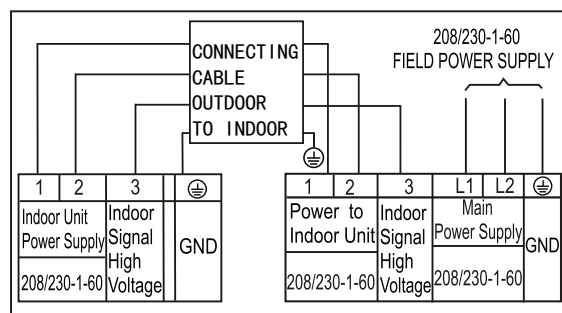 CONNECTING
CABLE
OUTDOOR
TO INDOOR
208/230-1-60
FIELD POWER SUPPLY
1 2 3
Indoor Unit
Power Supply
208/230-1-60
Indoor
Signal
High
Voltage
GND
1 2 3 L1 L2
Power to
Indoor Unit
208/230-1-60
Indoor
Signal
High
Voltage
Main
Power Supply
208/230-1-60
GND